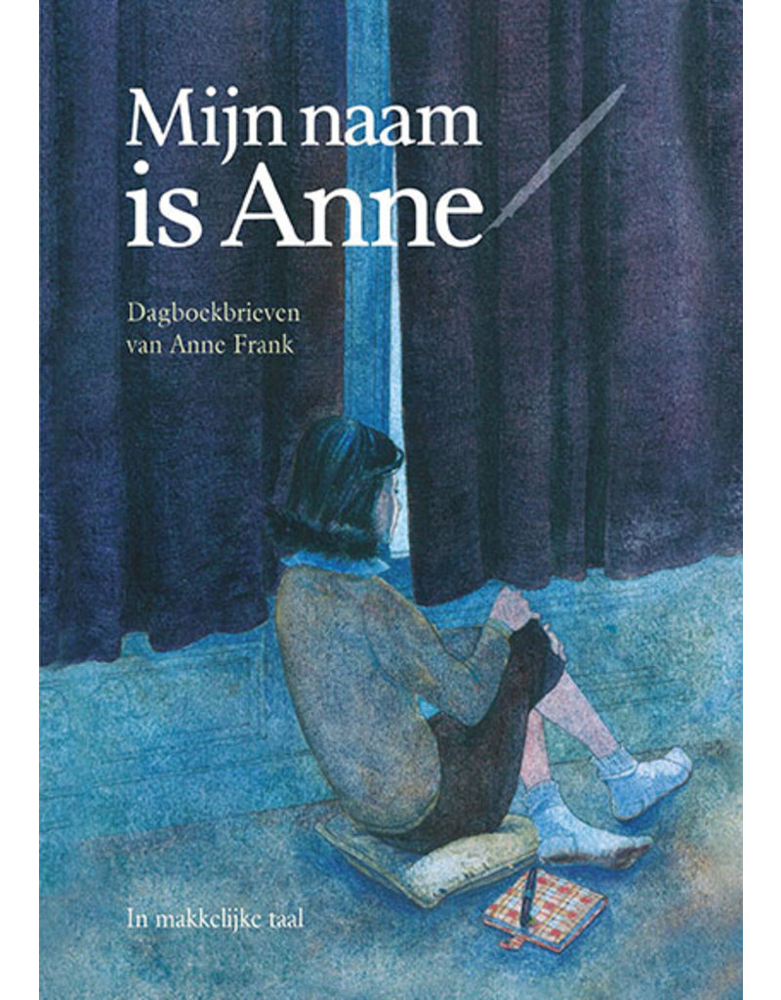 Mijn naam
is Anne
Dagboekbrieven
van Anne Frank
In makkelijke taal